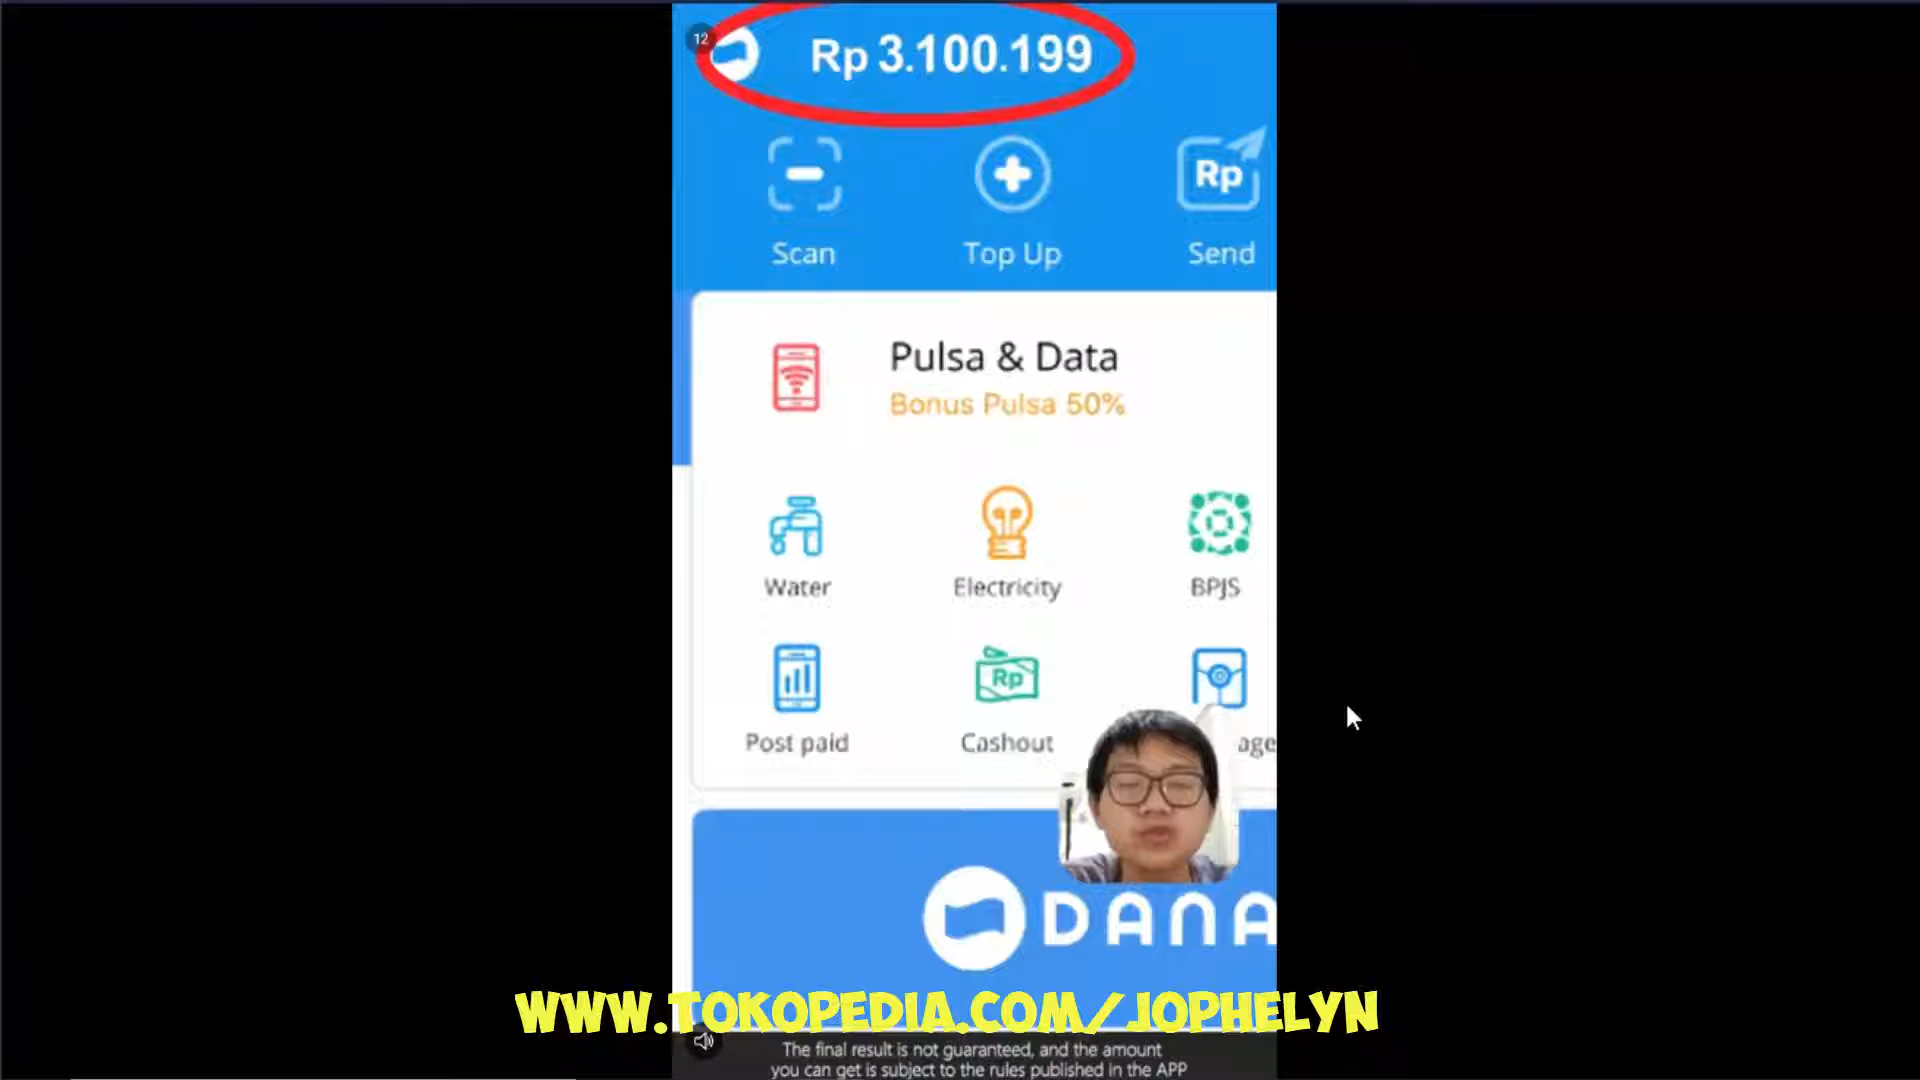 12
Rp 3.100.199
Rp
Scan
Top Up
Send
Pulsa & Data
Bonus Pulsa 50%
Water
Electricity
BPJS
Rp
Post paid
Cashout
age
DANA
WWW.TOKOPEDIA.COM/JOPHELYN
The final result is not guaranteed, and the amount
you can get is subject to the rules published in the APP